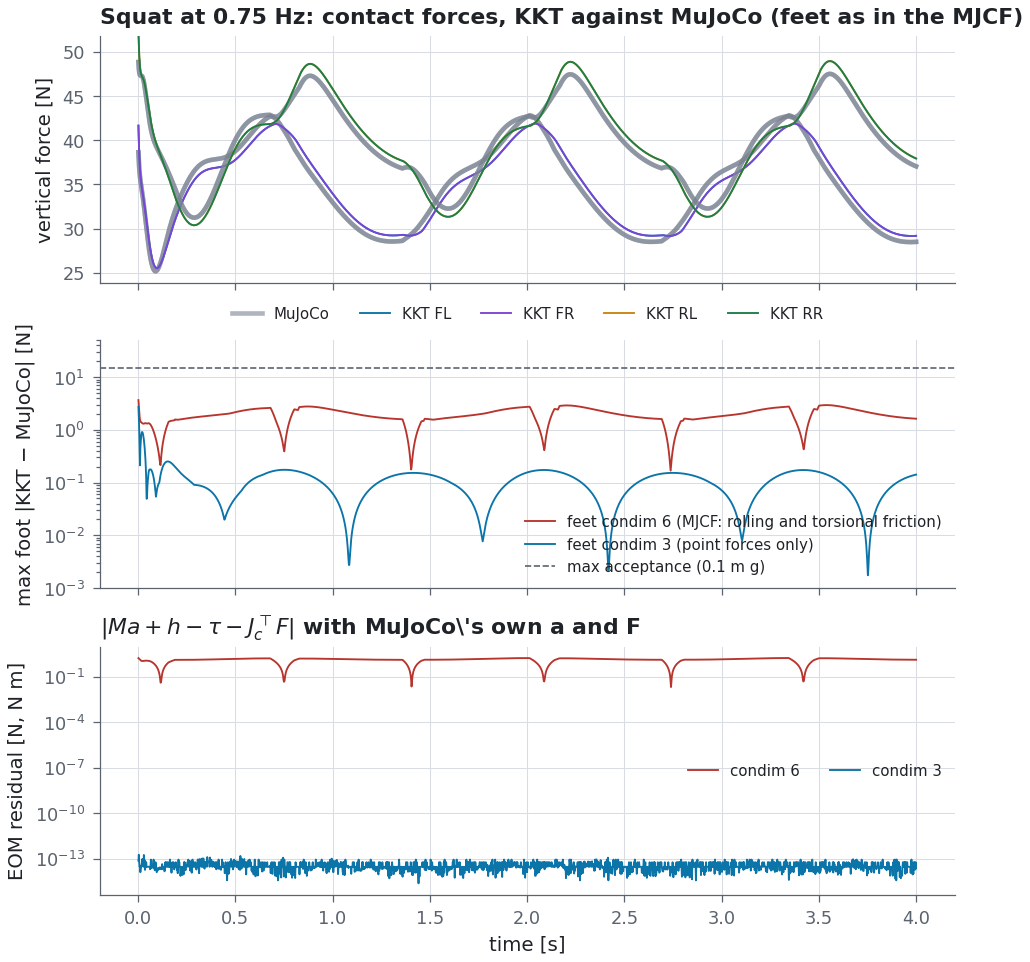 Squat at 0.75 Hz: contact forces, KKT against MuJoCo (feet as in the MJCF)
vertical force [N]
50
45
40
35
30
25
MuJoCo
KKT FL
KKT FR
KKT RL
KKT RR
max foot |KKT − MuJoCo| [N]
10¹
10⁰
10⁻¹
10⁻²
10⁻³
feet condim 6 (MJCF: rolling and torsional friction)
feet condim 3 (point forces only)
max acceptance (0.1 m g)
|Ma + h − τ − J_c^⊤ F| with MuJoCo\'s own a and F
EOM residual [N, N m]
10⁻¹
10⁻⁴
10⁻⁷
10⁻¹⁰
10⁻¹³
condim 6
condim 3
0.0 0.5 1.0 1.5 2.0 2.5 3.0 3.5 4.0
time [s]